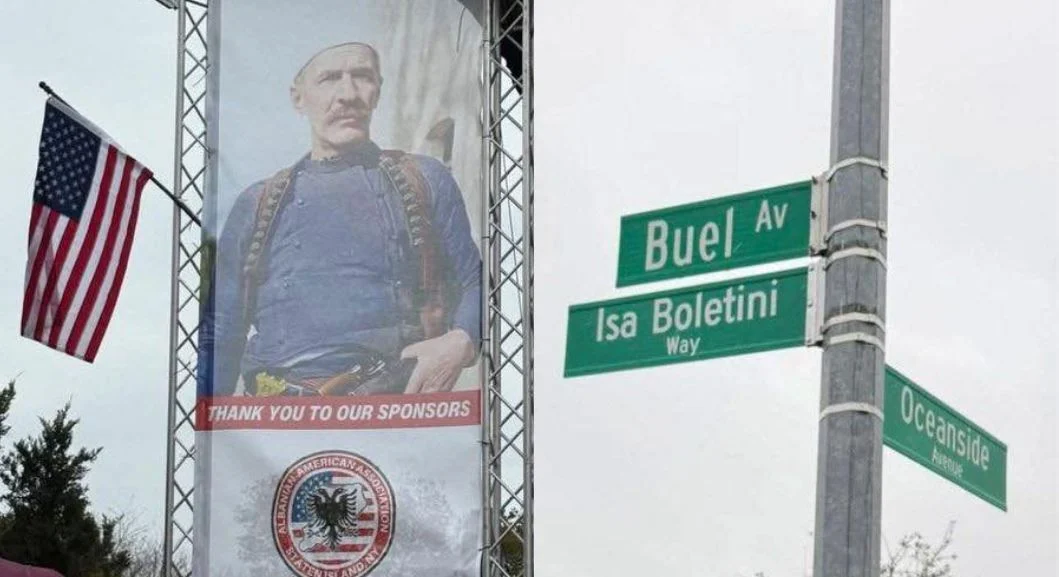 THANK YOU TO OUR SPONSORS
ALBANIAN-AMERICAN ASSOCIATION
STATEN ISLAND, NY.
Buel Av
Isa Boletini
Way
Oceanside
Avenue